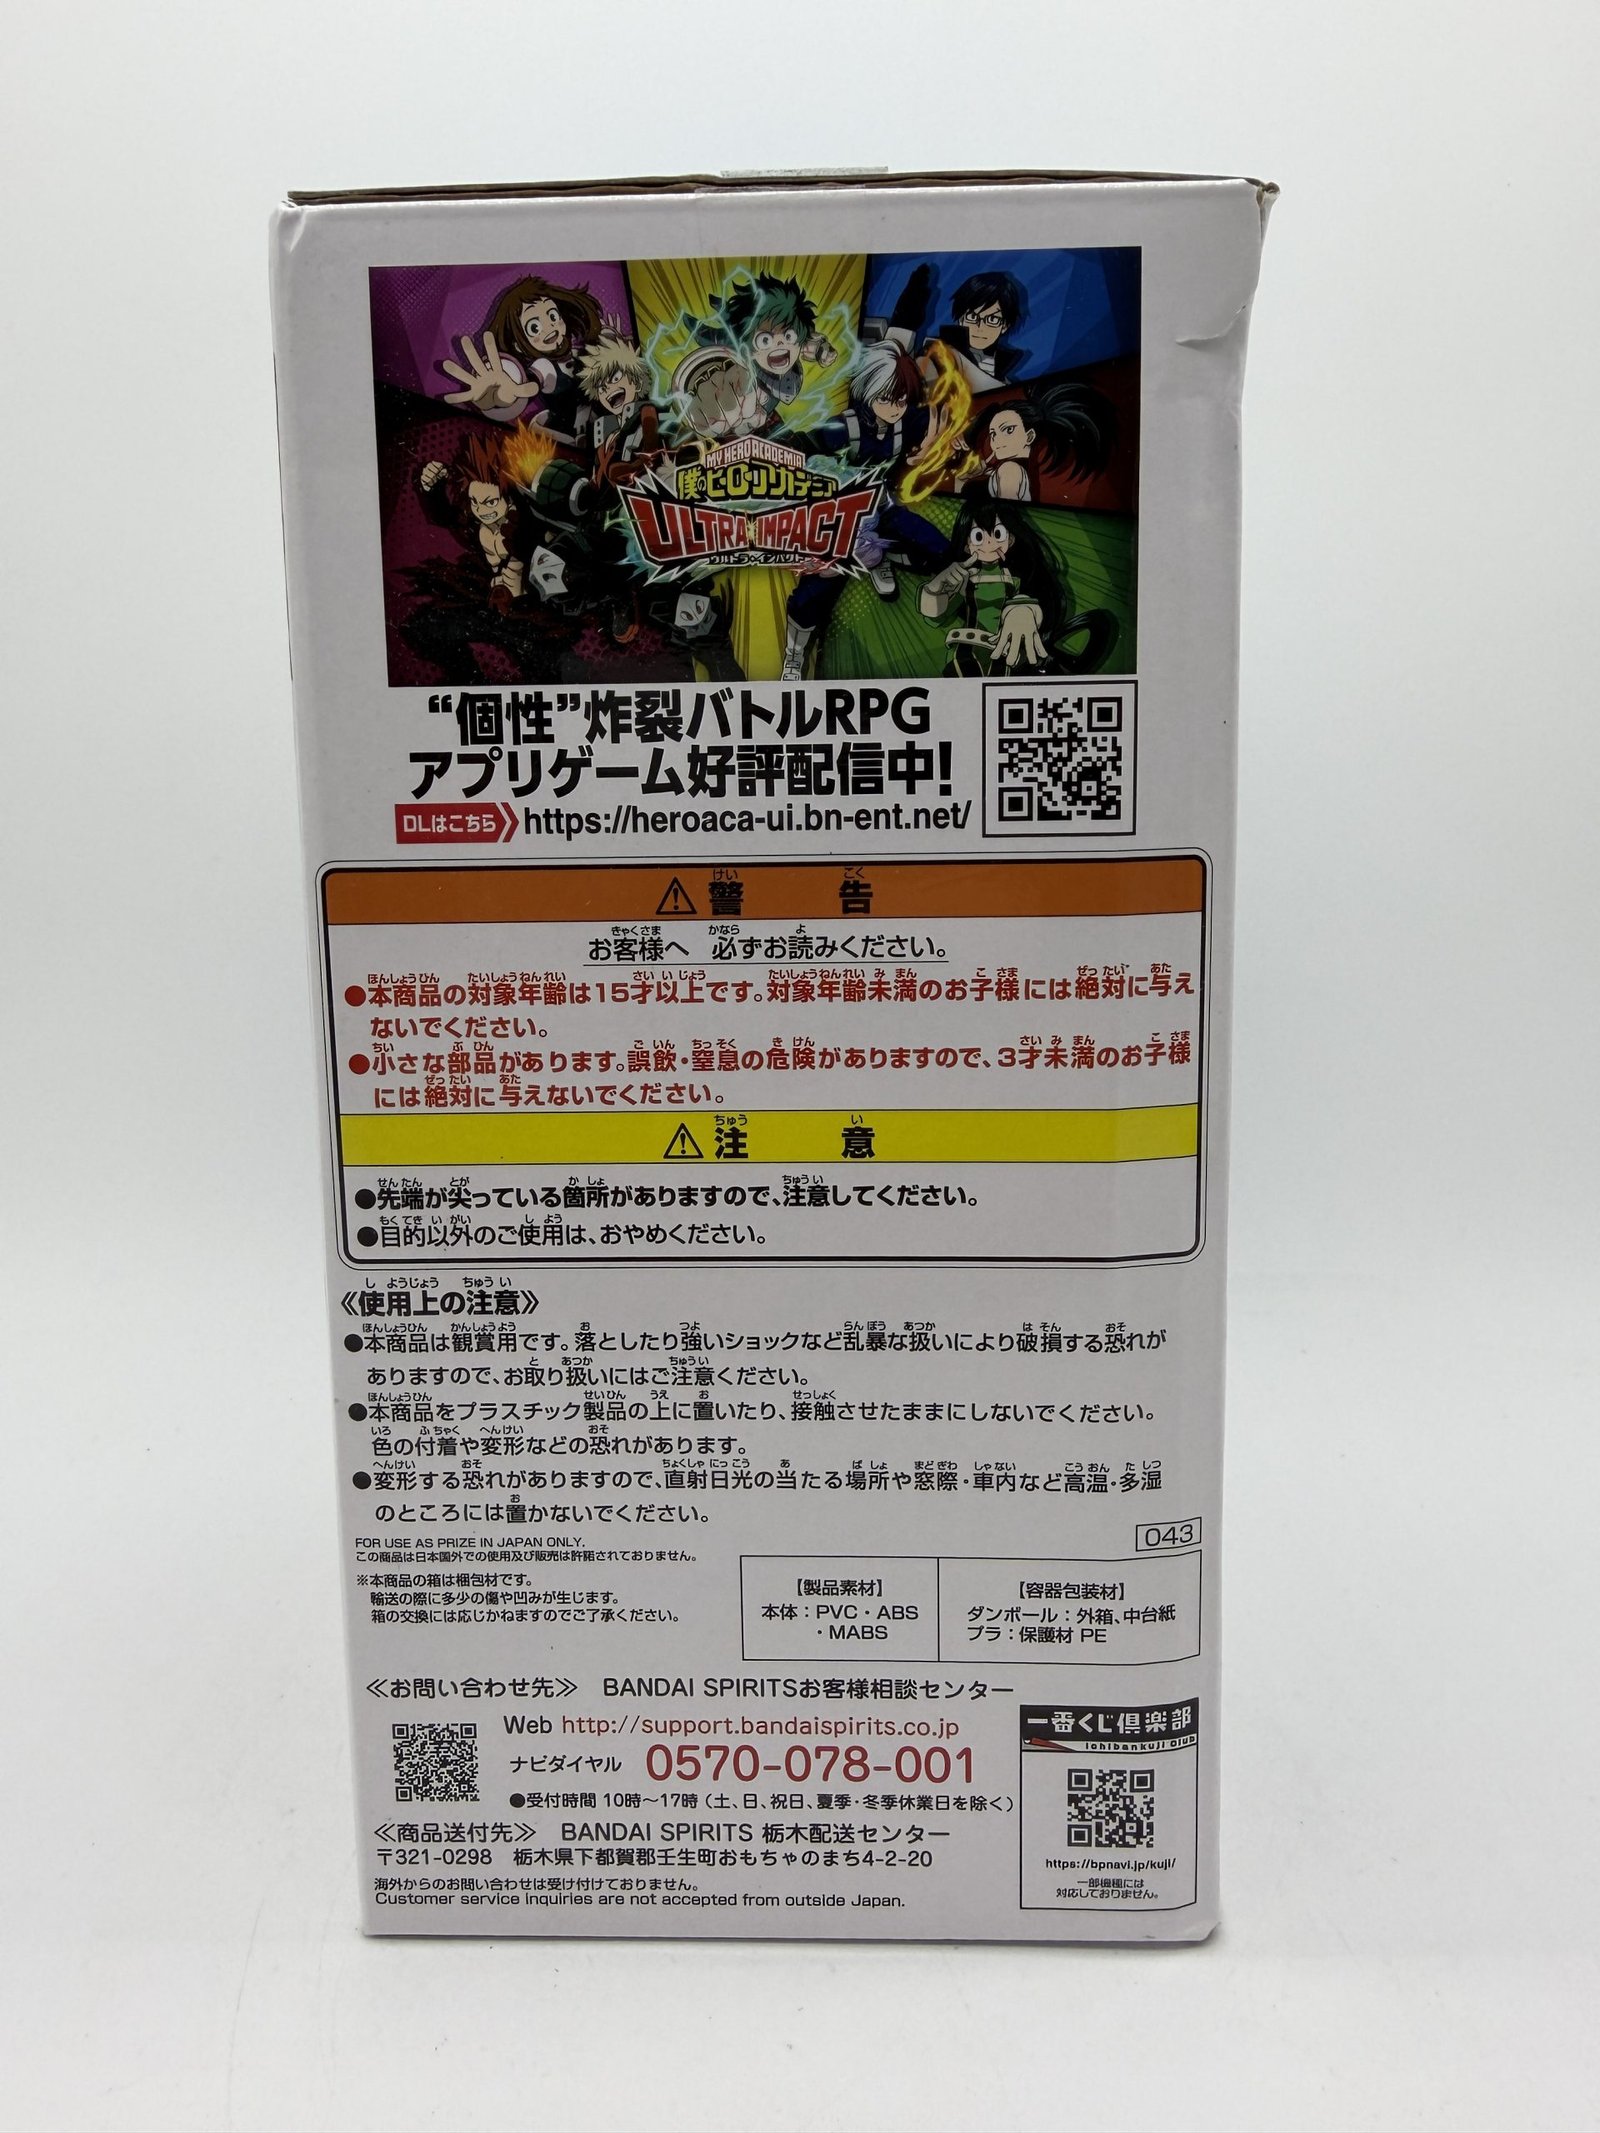 MY HERO ACADEMIA
僕のヒーローアカデミア
ULTRA IMPACT
ウルトラインパクト
“個性”炸裂バトルRPG
アプリゲーム好評配信中!
DLはこちら https://heroaca-ui.bn-ent.net/
⚠警告
お客様へ 必ずお読みください。
●本商品の対象年齢は15才以上です。対象年齢未満のお子様には絶対に与え
ないでください。
●小さな部品があります。誤飲・窒息の危険がありますので、3才未満のお子様
には絶対に与えないでください。
⚠注意
●先端が尖っている箇所がありますので、注意してください。
●目的以外のご使用は、おやめください。
《使用上の注意》
●本商品は観賞用です。落としたり強いショックなど乱暴な扱いにより破損する恐れが
ありますので、お取り扱いにはご注意ください。
●本商品をプラスチック製品の上に置いたり、接触させたままにしないでください。
色の付着や変形などの恐れがあります。
●変形する恐れがありますので、直射日光の当たる場所や窓際・車内など高温・多湿
のところには置かないでください。
FOR USE AS PRIZE IN JAPAN ONLY.
この商品は日本国外での使用及び販売は許諾されておりません。
043
※本商品の箱は梱包材です。
輸送の際に多少の傷や凹みが生じます。
箱の交換には応じかねますのでご了承ください。
【製品素材】
本体:PVC・ABS
・MABS
【容器包装材】
ダンボール:外箱、中台紙
プラ:保護材 PE
≪お問い合わせ先≫ BANDAI SPIRITSお客様相談センター
Web http://support.bandaispirits.co.jp
ナビダイヤル 0570-078-001
●受付時間 10時〜17時(土、日、祝日、夏季・冬季休業日を除く)
≪商品送付先≫ BANDAI SPIRITS 栃木配送センター
〒321-0298 栃木県下都賀郡壬生町おもちゃのまち4-2-20
海外からのお問い合わせは受け付けておりません。
Customer service inquiries are not accepted from outside Japan.
一番くじ倶楽部
ichibankuji club
https://bpnavi.jp/kuji/
一部機種には
対応しておりません。